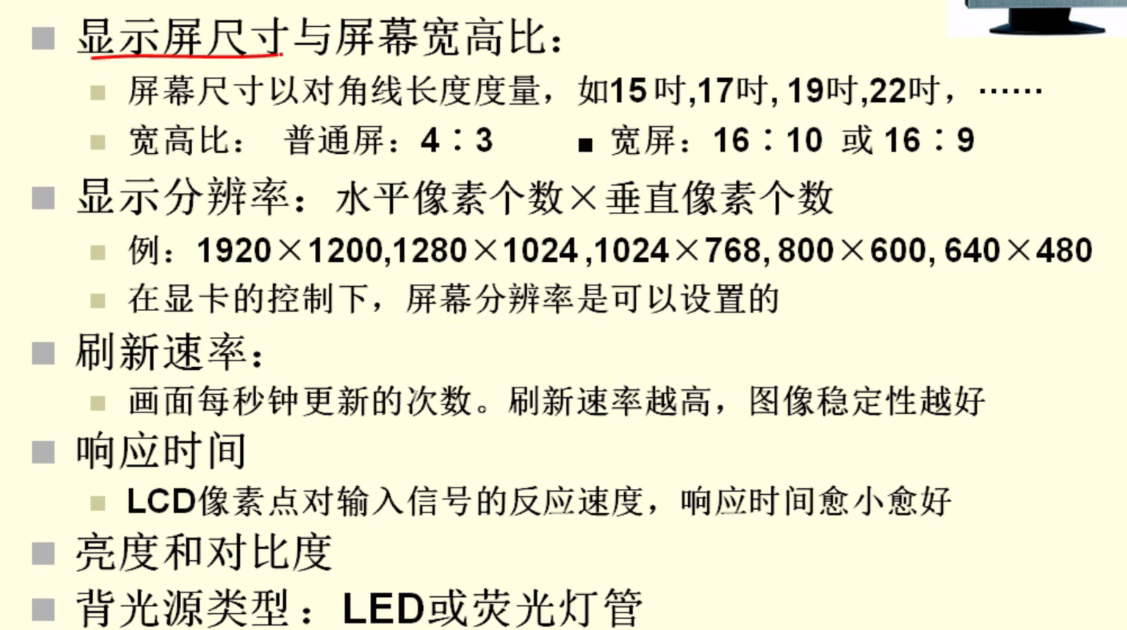 显示屏尺寸与屏幕宽高比：
屏幕尺寸以对角线长度度量，如15吋,17吋, 19吋,22吋，……
宽高比： 普通屏：4∶3 ■ 宽屏：16∶10 或 16∶9
显示分辨率：水平像素个数×垂直像素个数
例：1920×1200,1280×1024 ,1024×768, 800×600, 640×480
在显卡的控制下，屏幕分辨率是可以设置的
刷新速率：
画面每秒钟更新的次数。刷新速率越高，图像稳定性越好
响应时间
LCD像素点对输入信号的反应速度，响应时间愈小愈好
亮度和对比度
背光源类型：LED或荧光灯管